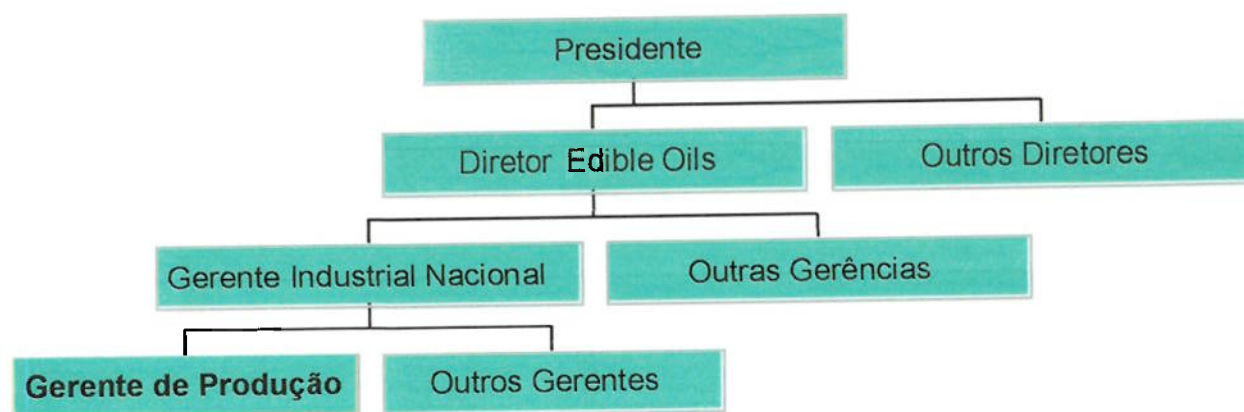 Presidente
Diretor Edible Oils
Outros Diretores
Gerente Industrial Nacional
Outras Gerências
Gerente de Produção
Outros Gerentes